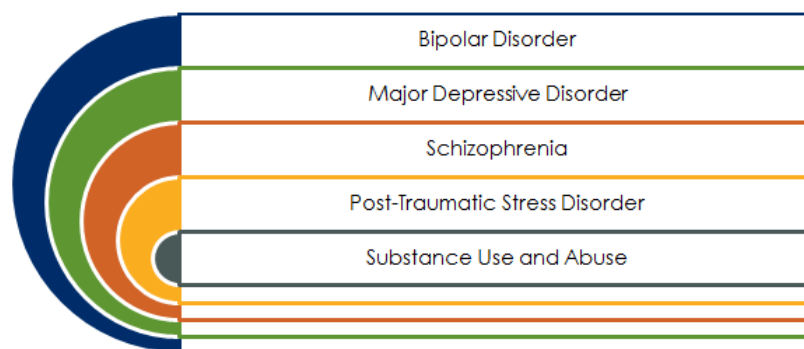 Bipolar Disorder
Major Depressive Disorder
Schizophrenia
Post-Traumatic Stress Disorder
Substance Use and Abuse